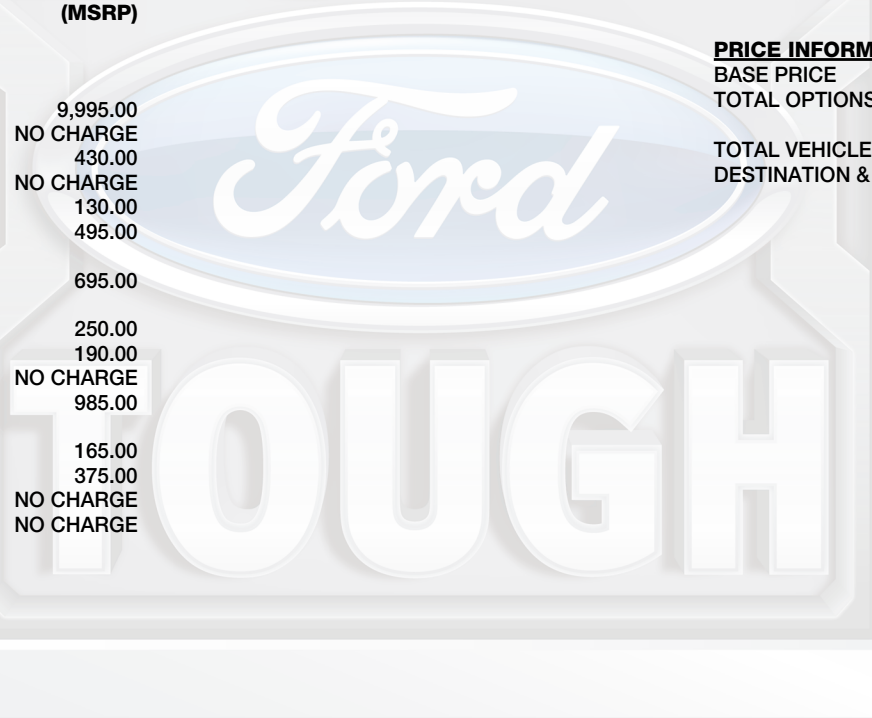 (MSRP)
9,995.00
NO CHARGE
430.00
NO CHARGE
130.00
495.00
695.00
250.00
190.00
NO CHARGE
985.00
165.00
375.00
NO CHARGE
NO CHARGE
PRICE INFORM
BASE PRICE
TOTAL OPTIONS
TOTAL VEHICLE
DESTINATION &
Ford
TOUGH